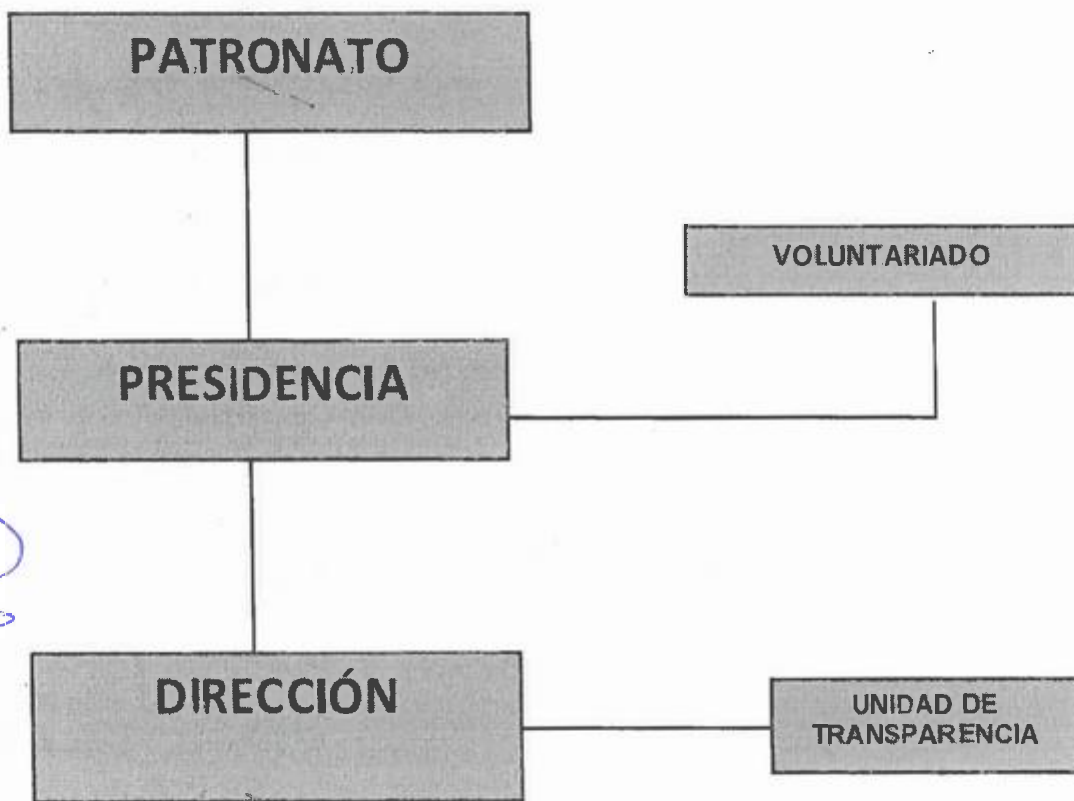 PATRONATO
VOLUNTARIADO
PRESIDENCIA
DIRECCIÓN
UNIDAD DE
TRANSPARENCIA